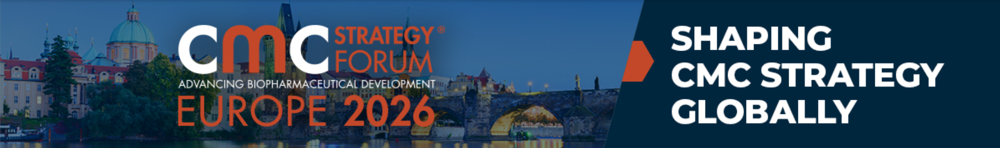 CMC STRATEGY®
FORUM
ADVANCING BIOPHARMACEUTICAL DEVELOPMENT
EUROPE 2026
SHAPING
CMC STRATEGY
GLOBALLY